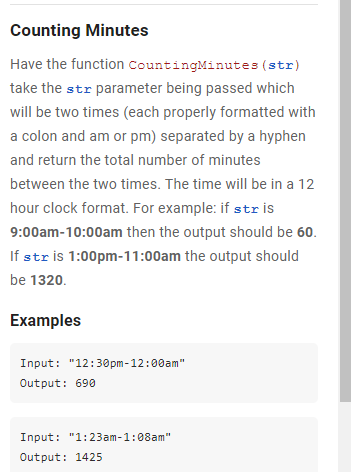 Counting Minutes
Have the function CountingMinutes(str)
take the str parameter being passed which
will be two times (each properly formatted with
a colon and am or pm) separated by a hyphen
and return the total number of minutes
between the two times. The time will be in a 12
hour clock format. For example: if str is
9:00am-10:00am then the output should be 60.
If str is 1:00pm-11:00am the output should
be 1320.
Examples
Input: "12:30pm-12:00am"
Output: 690
Input: "1:23am-1:08am"
Output: 1425